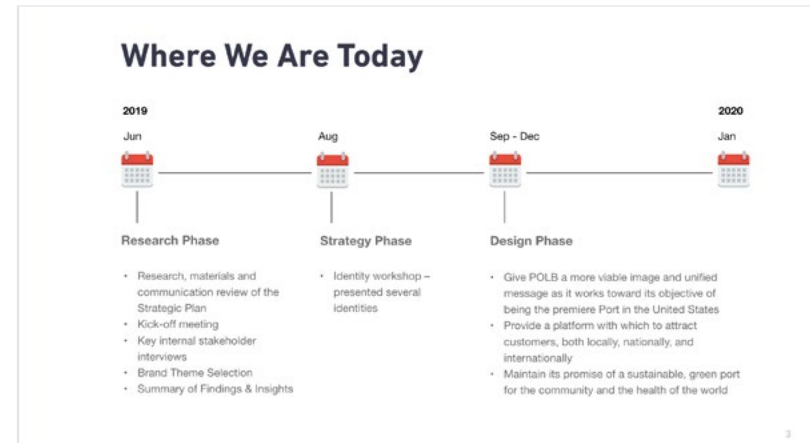 Where We Are Today
2019
2020
Jun
Aug
Sep - Dec
Jan
Research Phase
Strategy Phase
Design Phase
• Research, materials and
communication review of the
Strategic Plan
• Kick-off meeting
• Key internal stakeholder
interviews
• Brand Theme Selection
• Summary of Findings & Insights
• Identity workshop –
presented several
identities
• Give POLB a more viable image and unified
message as it works toward its objective of
being the premiere Port in the United States
• Provide a platform with which to attract
customers, both locally, nationally, and
internationally
• Maintain its promise of a sustainable, green port
for the community and the health of the world
3